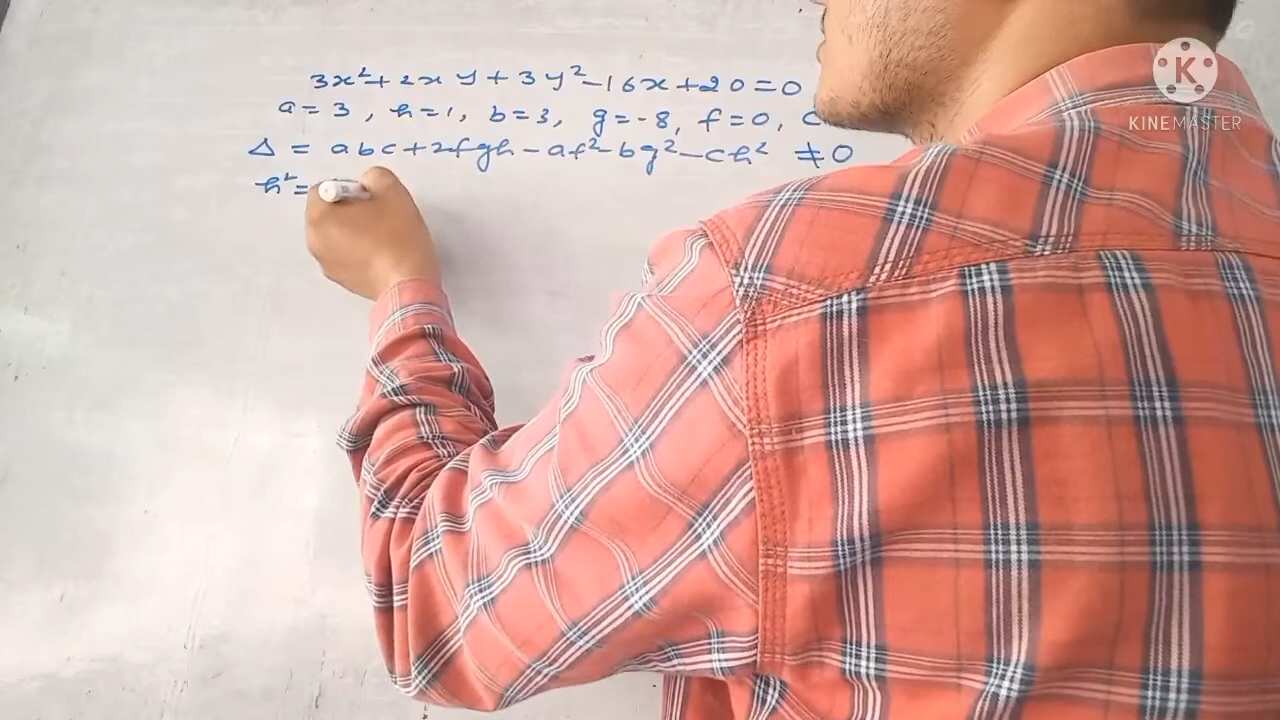 3x²+2xy+3y²-16x+20=0
a=3, h=1, b=3, g=-8, f=0, c
Δ = abc+2fgh-af²-bg²-ch² ≠0
h²=
K
KINEMASTER